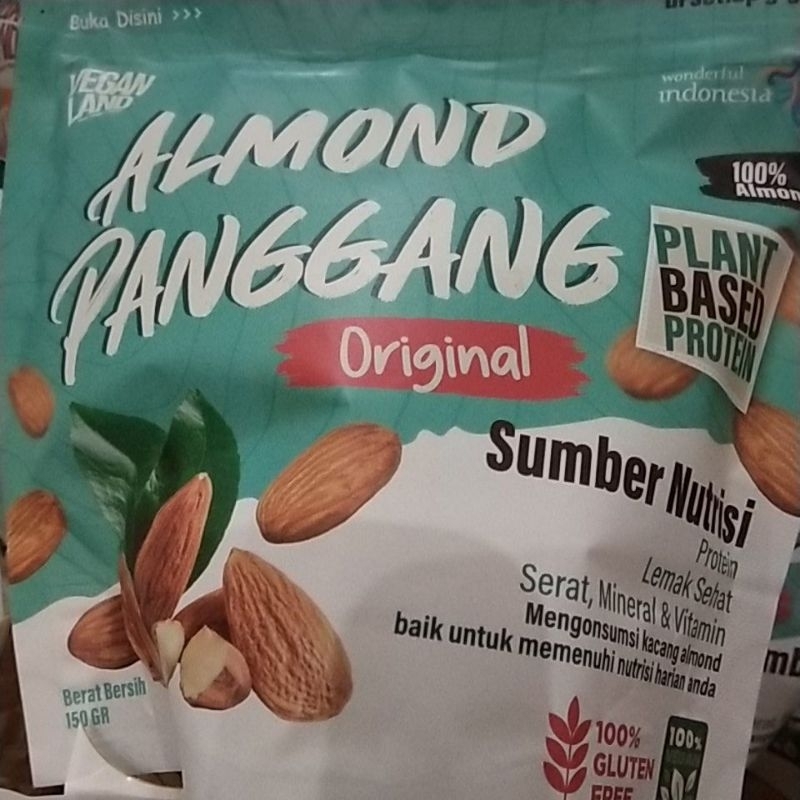 Buka Disini >>>
VEGAN
LAND
wonderful
indonesia
ALMOND
PANGGANG
Original
100%
Almon
PLANT
BASED
PROTEIN
Sumber Nutrisi
Protein
Lemak Sehat
Serat, Mineral & Vitamin
Mengonsumsi kacang almond
baik untuk memenuhi nutrisi harian anda
Berat Bersih
150 GR
100%
GLUTEN
FREE
100%